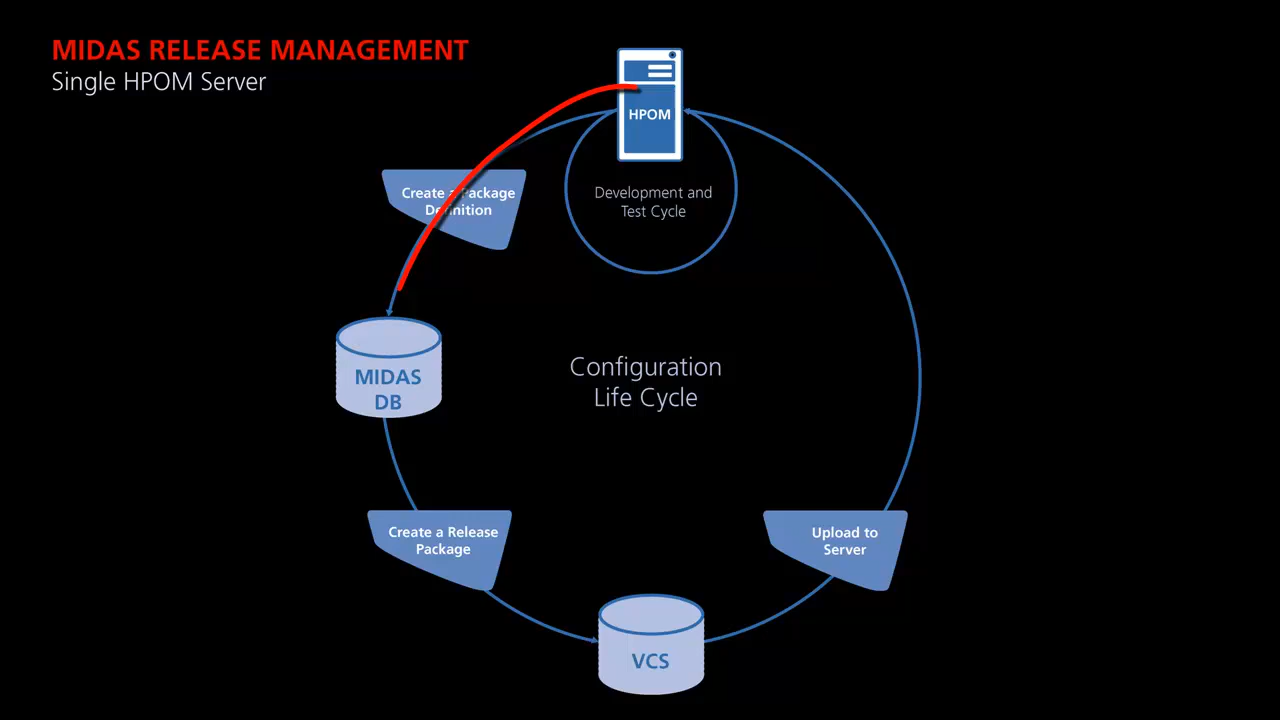 MIDAS RELEASE MANAGEMENT
Single HPOM Server
HPOM
Development and
Test Cycle
Create a Package
Definition
Configuration
Life Cycle
MIDAS
DB
Create a Release
Package
Upload to
Server
VCS